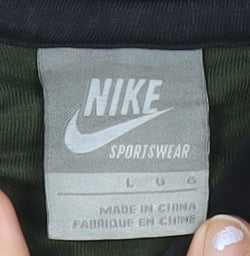 NIKE
SPORTSWEAR
L G G
MADE IN CHINA
FABRIQUE EN CHINE